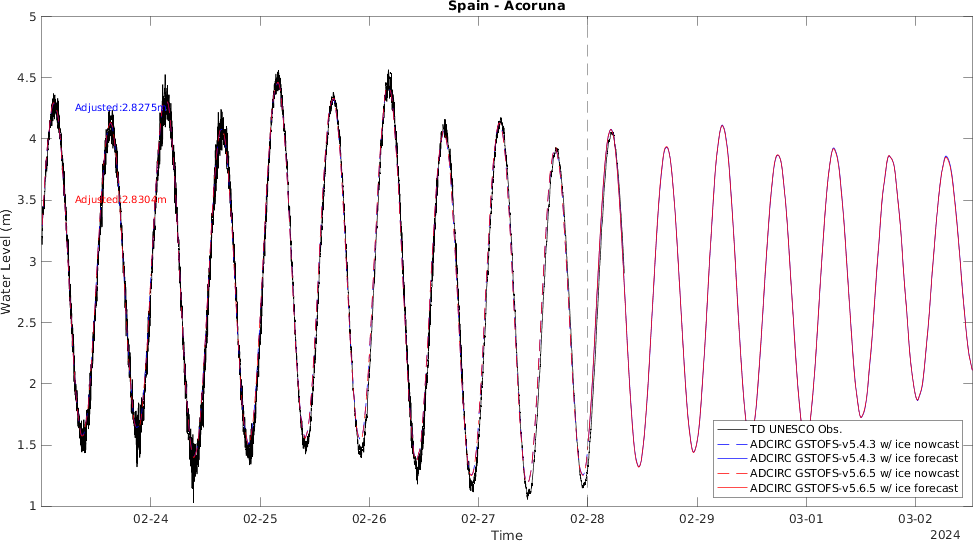 Spain - Acoruna
5
4.5
4
3.5
3
2.5
2
1.5
1
Water Level (m)
Adjusted:2.8275m
Adjusted:2.8304m
TD UNESCO Obs.
ADCIRC GSTOFS-v5.4.3 w/ ice nowcast
ADCIRC GSTOFS-v5.4.3 w/ ice forecast
ADCIRC GSTOFS-v5.6.5 w/ ice nowcast
ADCIRC GSTOFS-v5.6.5 w/ ice forecast
02-24 02-25 02-26 02-27 02-28 02-29 03-01 03-02
Time
2024